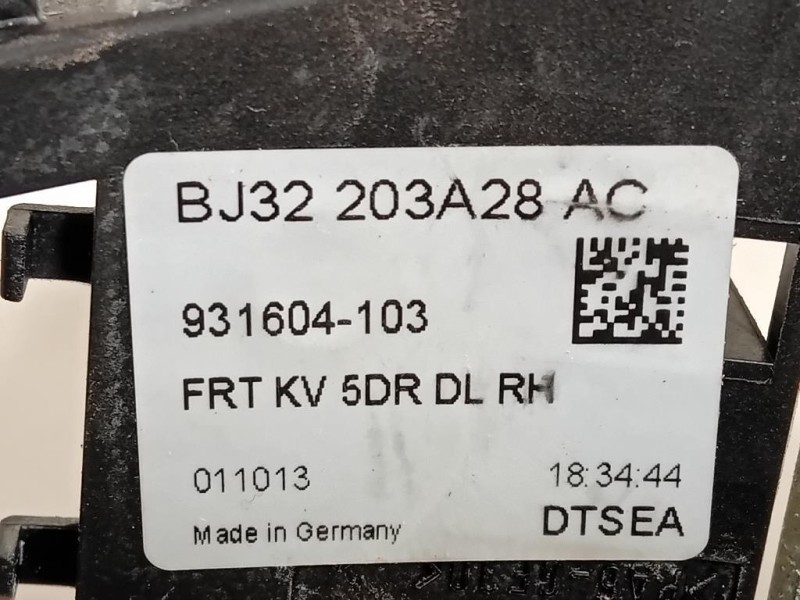 BJ32 203A28 AC
931604-103
FRT KV 5DR DL RH
011013 18:34:44
Made in Germany DTSEA